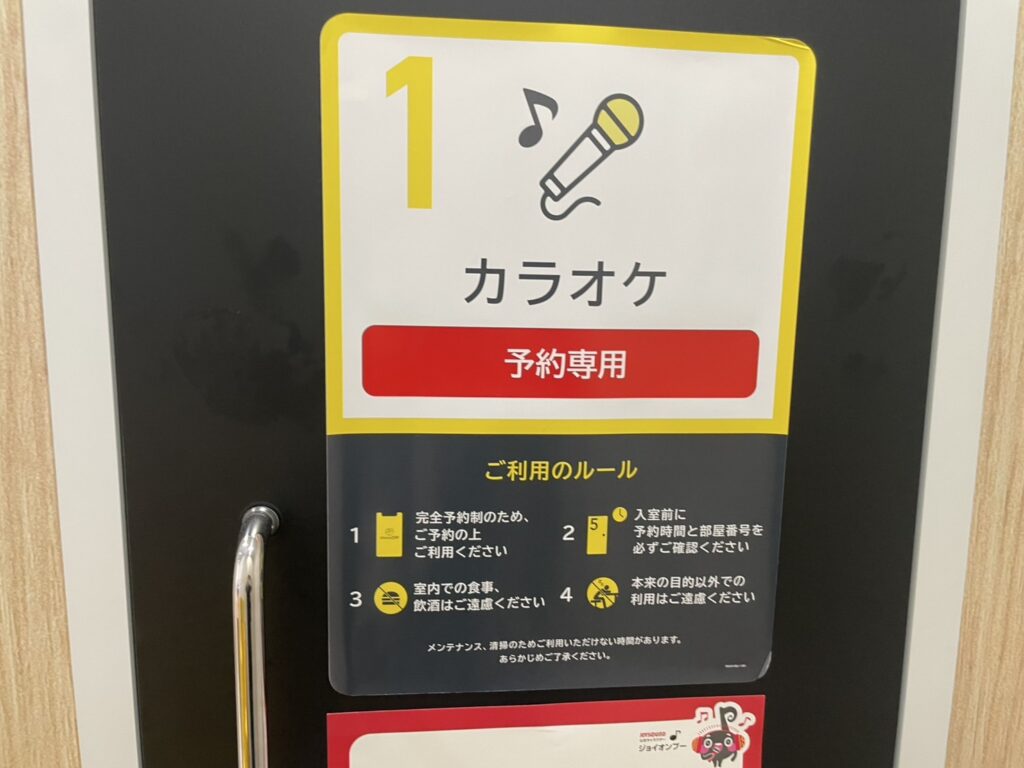 1
カラオケ
予約専用
ご利用のルール
1
完全予約制のため、
ご予約の上
ご利用ください
2
5
入室前に
予約時間と部屋番号を
必ずご確認ください
3
室内での食事、
飲酒はご遠慮ください
4
本来の目的以外での
利用はご遠慮ください
メンテナンス、清掃のためご利用いただけない時間があります。
あらかじめご了承ください。
JOYSOUND
ジョイオンプー